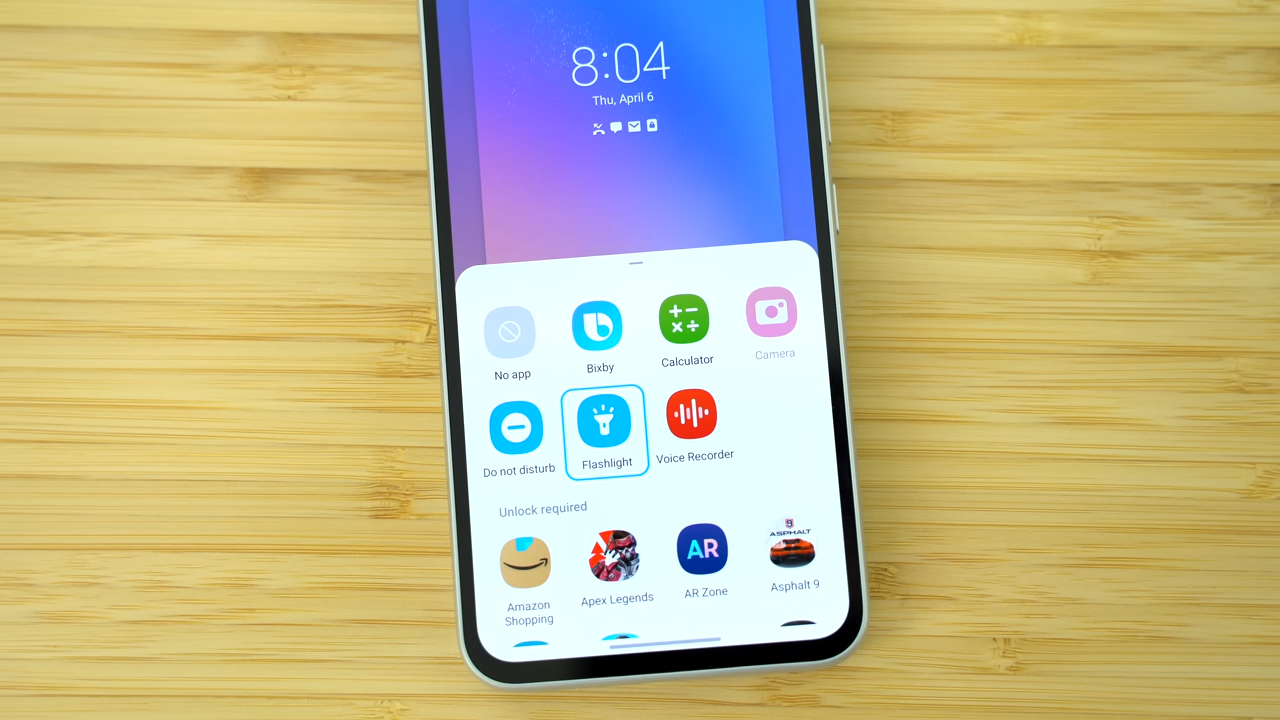 8:04
Thu, April 6
No app
Bixby
Calculator
Camera
Do not disturb
Flashlight
Voice Recorder
Unlock required
AR
9
ASPHALT
Amazon
Shopping
Apex Legends
AR Zone
Asphalt 9